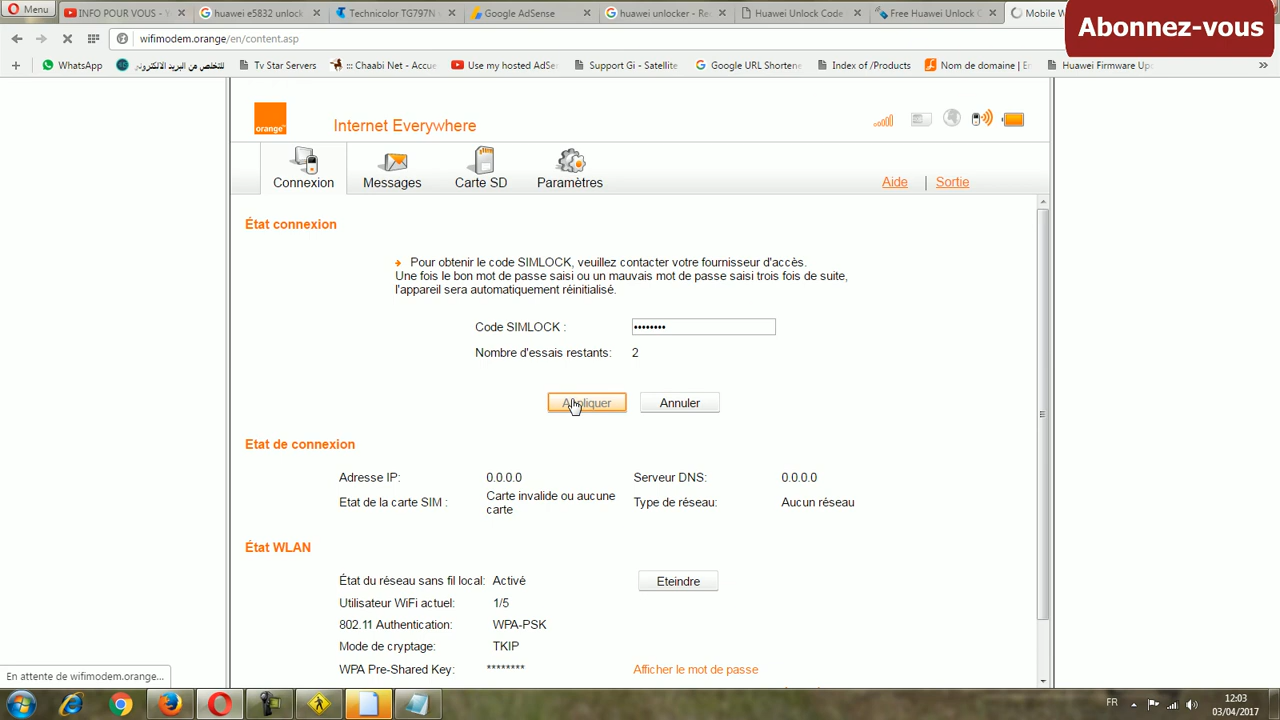 Menu
INFO POUR VOUS - Y
huawei e5832 unlock
Technicolor TG797N
Google AdSense
huawei unlocker - Re
Huawei Unlock Code
Free Huawei Unlock C
Mobile W
Abonnez-vous
wifimodem.orange/en/content.asp
WhatsApp
للتخلص من البريد الالكتروني
Tv Star Servers
::: Chaabi Net - Accue
Use my hosted AdSe
Support Gi - Satellite
Google URL Shortene
Index of /Products
Nom de domaine | En
Huawei Firmware Up
orange
Internet Everywhere
Connexion
Messages
Carte SD
Paramètres
Aide | Sortie
État connexion
Pour obtenir le code SIMLOCK, veuillez contacter votre fournisseur d'accès.
Une fois le bon mot de passe saisi ou un mauvais mot de passe saisi trois fois de suite,
l'appareil sera automatiquement réinitialisé.
Code SIMLOCK : ••••••••
Nombre d'essais restants: 2
Appliquer Annuler
Etat de connexion
Adresse IP: 0.0.0.0 Serveur DNS: 0.0.0.0
Etat de la carte SIM : Carte invalide ou aucune carte Type de réseau: Aucun réseau
État WLAN
État du réseau sans fil local: Activé Eteindre
Utilisateur WiFi actuel: 1/5
802.11 Authentication: WPA-PSK
Mode de cryptage: TKIP
WPA Pre-Shared Key: ******** Afficher le mot de passe
En attente de wifimodem.orange...
FR
12:03
03/04/2017